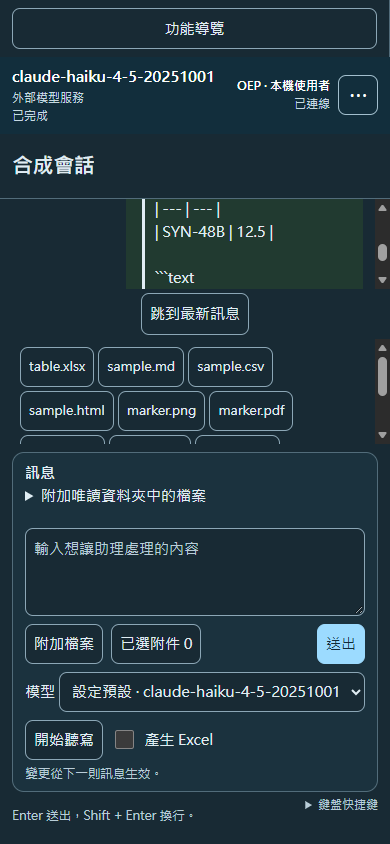 功能導覽
claude-haiku-4-5-20251001
外部模型服務
已完成
OEP · 本機使用者
已連線
...
合成會話
| --- | --- |
| SYN-48B | 12.5 |
```text
跳到最新訊息
table.xlsx
sample.md
sample.csv
sample.html
marker.png
marker.pdf
訊息
▶ 附加唯讀資料夾中的檔案
輸入想讓助理處理的內容
附加檔案
已選附件 0
送出
模型
設定預設 · claude-haiku-4-5-20251001
開始聽寫
產生 Excel
變更從下一則訊息生效。
▶ 鍵盤快捷鍵
Enter 送出，Shift + Enter 換行。